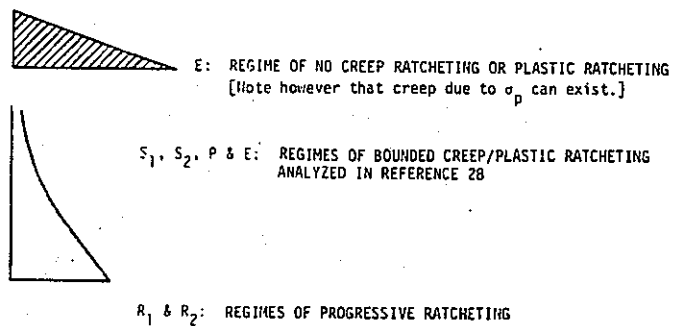 E: REGIME OF NO CREEP RATCHETING OR PLASTIC RATCHETING
[Note however that creep due to σp can exist.]
S1, S2, P & E: REGIMES OF BOUNDED CREEP/PLASTIC RATCHETING
ANALYZED IN REFERENCE 28
R1 & R2: REGIMES OF PROGRESSIVE RATCHETING